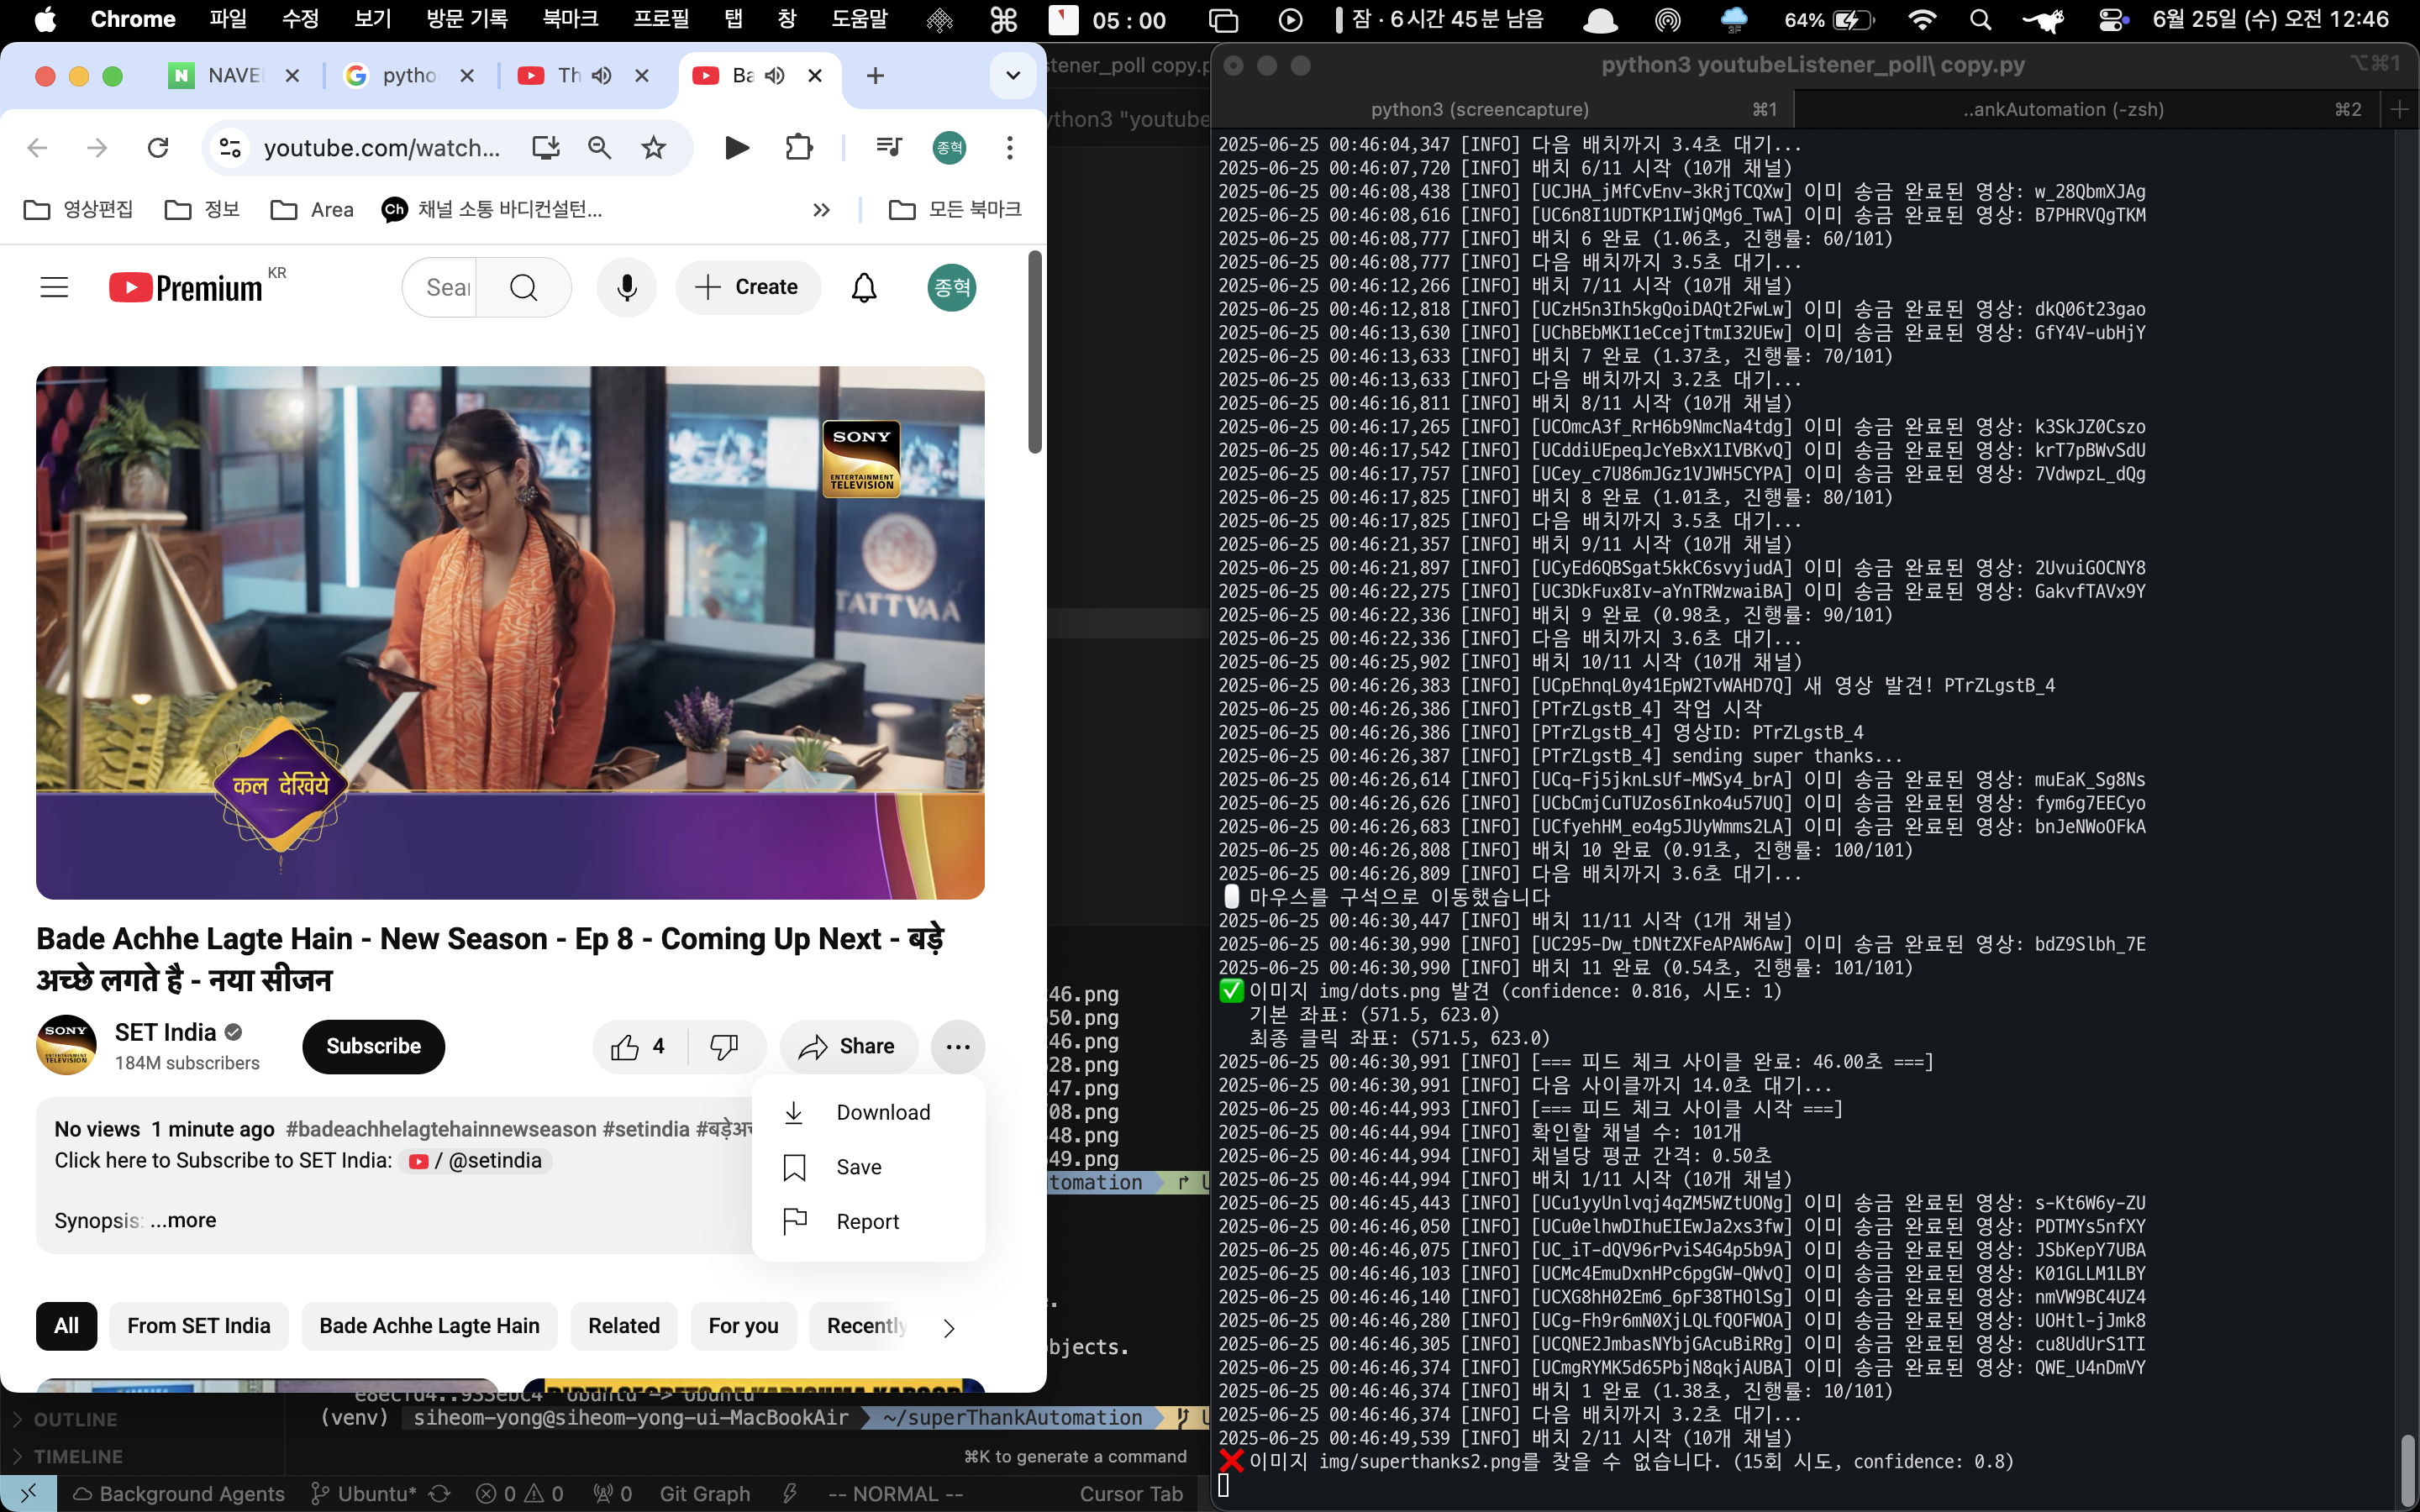 Chrome 파일 수정 보기 방문 기록 북마크 프로필 탭 창 도움말 05 : 00 잠 · 6시간 45분 남음 64% 6월 25일 (수) 오전 12:46
pytho Th Ba
youtube.com/watch... 종혁
영상편집 정보 Area Ch 채널 소통 바디컨설턴... 모든 북마크
Premium KR
Create 종혁
SONY
ENTERTAINMENT
TELEVISION
TATTVAA
कल देखिये
Bade Achhe Lagte Hain - New Season - Ep 8 - Coming Up Next - बड़े
अच्छे लगते है - नया सीजन
SONY
SET India
184M subscribers
Subscribe
4 Share
Download
Save
Report
No views 1 minute ago #badeachhelagtehainnewseason #setindia
Click here to Subscribe to SET India: / @setindia
Synopsis: ...more
All From SET India Bade Achhe Lagte Hain Related For you Recently
46.png
50.png
46.png
28.png
47.png
08.png
48.png
49.png
(venv) siheom-yong@siheom-yong-ui-MacBookAir ~/superThankAutomation
OUTLINE
TIMELINE
⌘K to generate a command
Background Agents Ubuntu* 0 0 0 Git Graph -- NORMAL -- Cursor Tab
python3 youtubeListener_poll\ copy.py ⌥⌘1
python3 (screencapture) ⌘1 ..ankAutomation (-zsh) ⌘2
2025-06-25 00:46:04,347 [INFO] 다음 배치까지 3.4초 대기...
2025-06-25 00:46:07,720 [INFO] 배치 6/11 시작 (10개 채널)
2025-06-25 00:46:08,438 [INFO] [UCJHA_jMfCvEnv-3kRjTCQXw] 이미 송금 완료된 영상: w_28QbmXJAg
2025-06-25 00:46:08,616 [INFO] [UC6n8I1UDTKP1IWjQMg6_TwA] 이미 송금 완료된 영상: B7PHRVQgTKM
2025-06-25 00:46:08,777 [INFO] 배치 6 완료 (1.06초, 진행률: 60/101)
2025-06-25 00:46:08,777 [INFO] 다음 배치까지 3.5초 대기...
2025-06-25 00:46:12,266 [INFO] 배치 7/11 시작 (10개 채널)
2025-06-25 00:46:12,818 [INFO] [UCzH5n3Ih5kgQoiDAQt2FwLw] 이미 송금 완료된 영상: dkQ06t23gao
2025-06-25 00:46:13,630 [INFO] [UChBEbMKI1eCcejTtmI32UEw] 이미 송금 완료된 영상: GfY4V-ubHjY
2025-06-25 00:46:13,633 [INFO] 배치 7 완료 (1.37초, 진행률: 70/101)
2025-06-25 00:46:13,633 [INFO] 다음 배치까지 3.2초 대기...
2025-06-25 00:46:16,811 [INFO] 배치 8/11 시작 (10개 채널)
2025-06-25 00:46:17,265 [INFO] [UCOmcA3f_RrH6b9NmcNa4tdg] 이미 송금 완료된 영상: k3SkJZ0Cszo
2025-06-25 00:46:17,542 [INFO] [UCddiUEpeqJcYeBxX1IVBKvQ] 이미 송금 완료된 영상: krT7pBWvSdU
2025-06-25 00:46:17,757 [INFO] [UCey_c7U86mJGz1VJWH5CYPA] 이미 송금 완료된 영상: 7VdwpzL_dQg
2025-06-25 00:46:17,825 [INFO] 배치 8 완료 (1.01초, 진행률: 80/101)
2025-06-25 00:46:17,825 [INFO] 다음 배치까지 3.5초 대기...
2025-06-25 00:46:21,357 [INFO] 배치 9/11 시작 (10개 채널)
2025-06-25 00:46:21,897 [INFO] [UCyEd6QBSgat5kkC6svyjudA] 이미 송금 완료된 영상: 2UvuiGOCNY8
2025-06-25 00:46:22,275 [INFO] [UC3DkFux8Iv-aYnTRWzwaiBA] 이미 송금 완료된 영상: GakvfTAVx9Y
2025-06-25 00:46:22,336 [INFO] 배치 9 완료 (0.98초, 진행률: 90/101)
2025-06-25 00:46:22,336 [INFO] 다음 배치까지 3.6초 대기...
2025-06-25 00:46:25,902 [INFO] 배치 10/11 시작 (10개 채널)
2025-06-25 00:46:26,383 [INFO] [UCpEhnqL0y41EpW2TvWAHD7Q] 새 영상 발견! PTrZLgstB_4
2025-06-25 00:46:26,386 [INFO] [PTrZLgstB_4] 작업 시작
2025-06-25 00:46:26,386 [INFO] [PTrZLgstB_4] 영상ID: PTrZLgstB_4
2025-06-25 00:46:26,387 [INFO] [PTrZLgstB_4] sending super thanks...
2025-06-25 00:46:26,614 [INFO] [UCq-Fj5jknLsUf-MWSy4_brA] 이미 송금 완료된 영상: muEaK_Sg8Ns
2025-06-25 00:46:26,626 [INFO] [UCbCmjCuTUZos6Inko4u57UQ] 이미 송금 완료된 영상: fym6g7EECyo
2025-06-25 00:46:26,683 [INFO] [UCfyehHM_eo4g5JUyWmms2LA] 이미 송금 완료된 영상: bnJeNWoOFkA
2025-06-25 00:46:26,808 [INFO] 배치 10 완료 (0.91초, 진행률: 100/101)
2025-06-25 00:46:26,809 [INFO] 다음 배치까지 3.6초 대기...
마우스를 구석으로 이동했습니다
2025-06-25 00:46:30,447 [INFO] 배치 11/11 시작 (1개 채널)
2025-06-25 00:46:30,990 [INFO] [UC295-Dw_tDNtZXFeAPAW6Aw] 이미 송금 완료된 영상: bdZ9Slbh_7E
2025-06-25 00:46:30,990 [INFO] 배치 11 완료 (0.54초, 진행률: 101/101)
✅ 이미지 img/dots.png 발견 (confidence: 0.816, 시도: 1)
기본 좌표: (571.5, 623.0)
최종 클릭 좌표: (571.5, 623.0)
2025-06-25 00:46:30,991 [INFO] [=== 피드 체크 사이클 완료: 46.00초 ===]
2025-06-25 00:46:30,991 [INFO] 다음 사이클까지 14.0초 대기...
2025-06-25 00:46:44,993 [INFO] [=== 피드 체크 사이클 시작 ===]
2025-06-25 00:46:44,994 [INFO] 확인할 채널 수: 101개
2025-06-25 00:46:44,994 [INFO] 채널당 평균 간격: 0.50초
2025-06-25 00:46:44,994 [INFO] 배치 1/11 시작 (10개 채널)
2025-06-25 00:46:45,443 [INFO] [UCu1yyUnlvqj4qZM5WZtUONg] 이미 송금 완료된 영상: s-Kt6W6y-ZU
2025-06-25 00:46:46,050 [INFO] [UCu0elhwDIhuEIEwJa2xs3fw] 이미 송금 완료된 영상: PDTMYs5nfXY
2025-06-25 00:46:46,075 [INFO] [UC_iT-dQV96rPviS4G4p5b9A] 이미 송금 완료된 영상: JSbKepY7UBA
2025-06-25 00:46:46,103 [INFO] [UCMc4EmuDxnHPc6pgGW-QWvQ] 이미 송금 완료된 영상: K01GLLM1LBY
2025-06-25 00:46:46,140 [INFO] [UCXG8hH02Em6_6pF38THOlSg] 이미 송금 완료된 영상: nmVW9BC4UZ4
2025-06-25 00:46:46,280 [INFO] [UCg-Fh9r6mN0XjLQLfQOFWOA] 이미 송금 완료된 영상: UOHtl-jJmk8
2025-06-25 00:46:46,305 [INFO] [UCQNE2JmbasNYbjGAcuBiRRg] 이미 송금 완료된 영상: cu8UdUrS1TI
2025-06-25 00:46:46,374 [INFO] [UCmgRYMK5d65PbjN8qkjAUBA] 이미 송금 완료된 영상: QWE_U4nDmVY
2025-06-25 00:46:46,374 [INFO] 배치 1 완료 (1.38초, 진행률: 10/101)
2025-06-25 00:46:46,374 [INFO] 다음 배치까지 3.2초 대기...
2025-06-25 00:46:49,539 [INFO] 배치 2/11 시작 (10개 채널)
❌ 이미지 img/superthanks2.png를 찾을 수 없습니다. (15회 시도, confidence: 0.8)